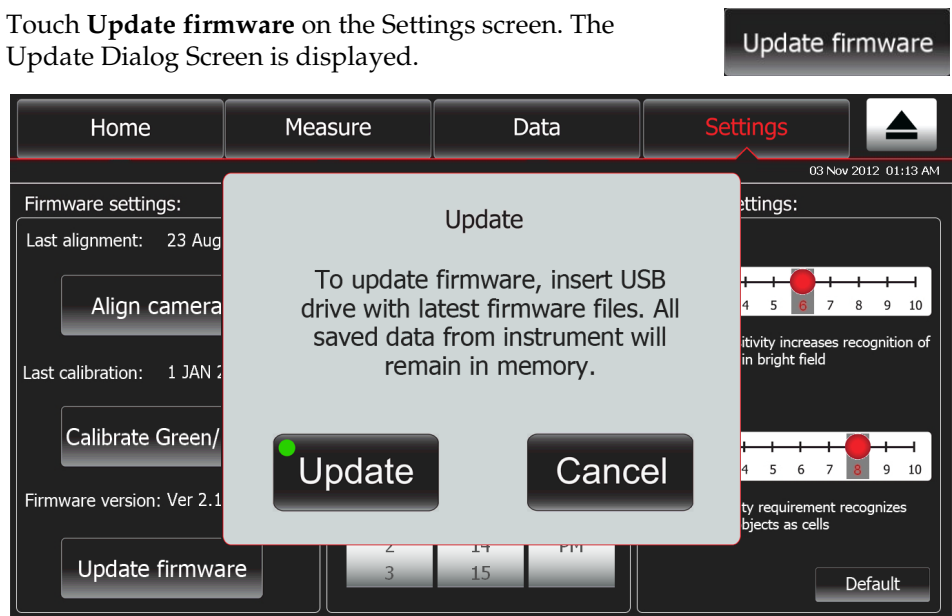 Touch Update firmware on the Settings screen. The
Update Dialog Screen is displayed.
Update firmware
Home
Measure
Data
Settings
03 Nov 2012 01:13 AM
Firmware settings:
Last alignment: 23 Aug
Align camera
Last calibration: 1 JAN
Calibrate Green/
Firmware version: Ver 2.1
Update firmware
Update
To update firmware, insert USB
drive with latest firmware files. All
saved data from instrument will
remain in memory.
Update
Cancel
2 14 PM
3 15
4 5 6 7 8 9 10
in bright field
increases recognition of
4 5 6 7 8 9 10
requirement recognizes
as cells
Default